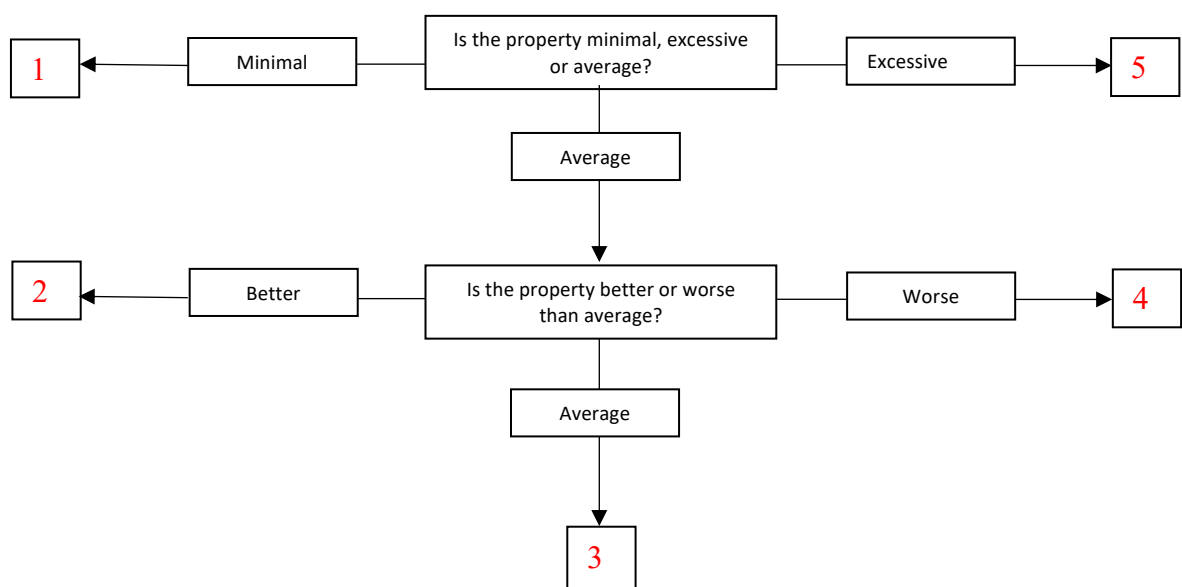 Is the property minimal, excessive
or average?
1
Minimal
Excessive
5
Average
2
Better
Is the property better or worse
than average?
Worse
4
Average
3